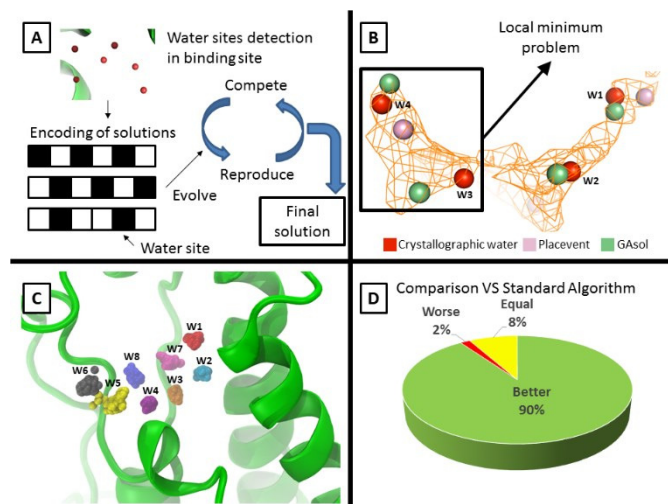 A
Water sites detection
in binding site
Encoding of solutions
Compete
Reproduce
Evolve
Water site
Final
solution
B
Local minimum
problem
W1
W4
W2
W3
Crystallographic water
Placevent
GAsol
C
W1
W7
W8
W2
W6
W5
W3
W4
D
Comparison VS Standard Algorithm
Equal
8%
Worse
2%
Better
90%